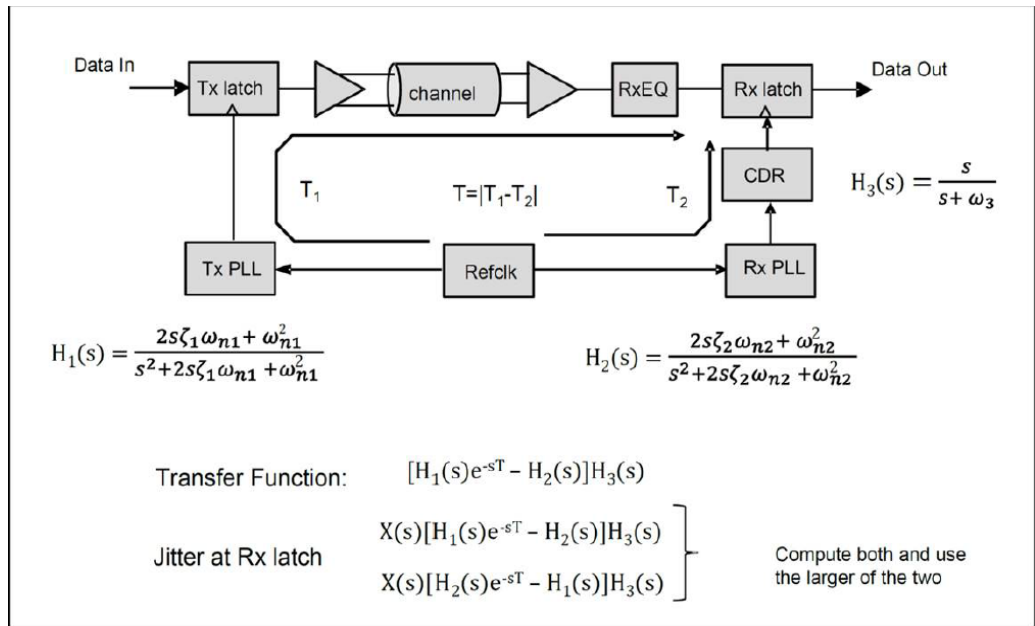 Data In
Tx latch
channel
RxEQ
Rx latch
Data Out
CDR
H₃(s) = s / (s + ω₃)
T₁
T=|T₁-T₂|
T₂
Tx PLL
Refclk
Rx PLL
H₁(s) = (2sζ₁ωₙ₁ + ωₙ₁²) / (s²+2sζ₁ωₙ₁ +ωₙ₁²)
H₂(s) = (2sζ₂ωₙ₂ + ωₙ₂²) / (s²+2sζ₂ωₙ₂ +ωₙ₂²)
Transfer Function: [H₁(s)e^-sT – H₂(s)]H₃(s)
X(s)[H₁(s)e^-sT – H₂(s)]H₃(s)
Jitter at Rx latch
X(s)[H₂(s)e^-sT – H₁(s)]H₃(s)
Compute both and use
the larger of the two